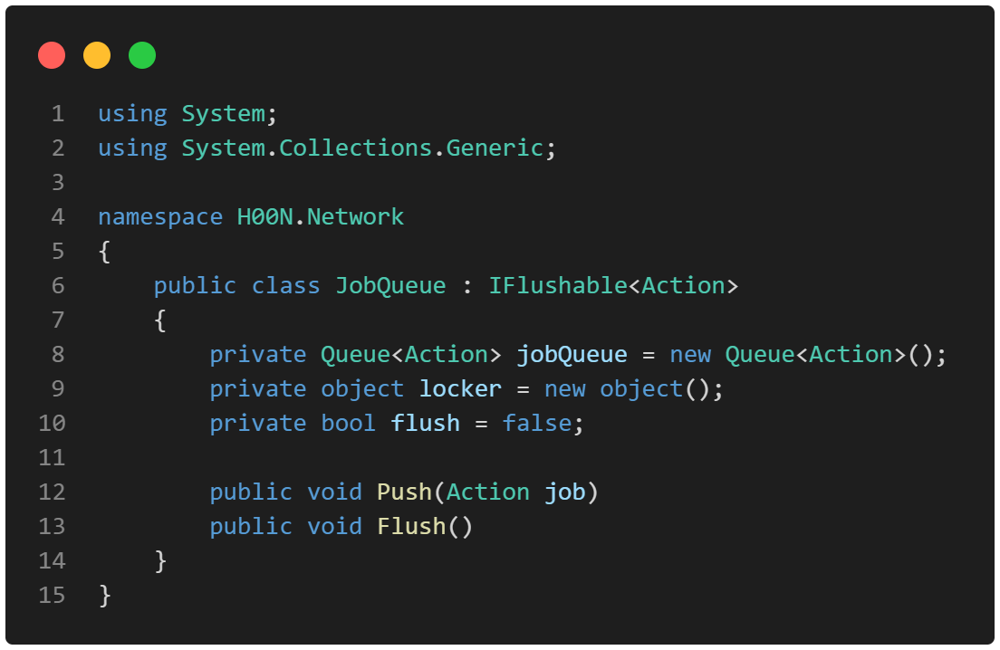 1 using System;
2 using System.Collections.Generic;
3
4 namespace H00N.Network
5 {
6     public class JobQueue : IFlushable<Action>
7     {
8         private Queue<Action> jobQueue = new Queue<Action>();
9         private object locker = new object();
10         private bool flush = false;
11
12         public void Push(Action job)
13         public void Flush()
14     }
15 }